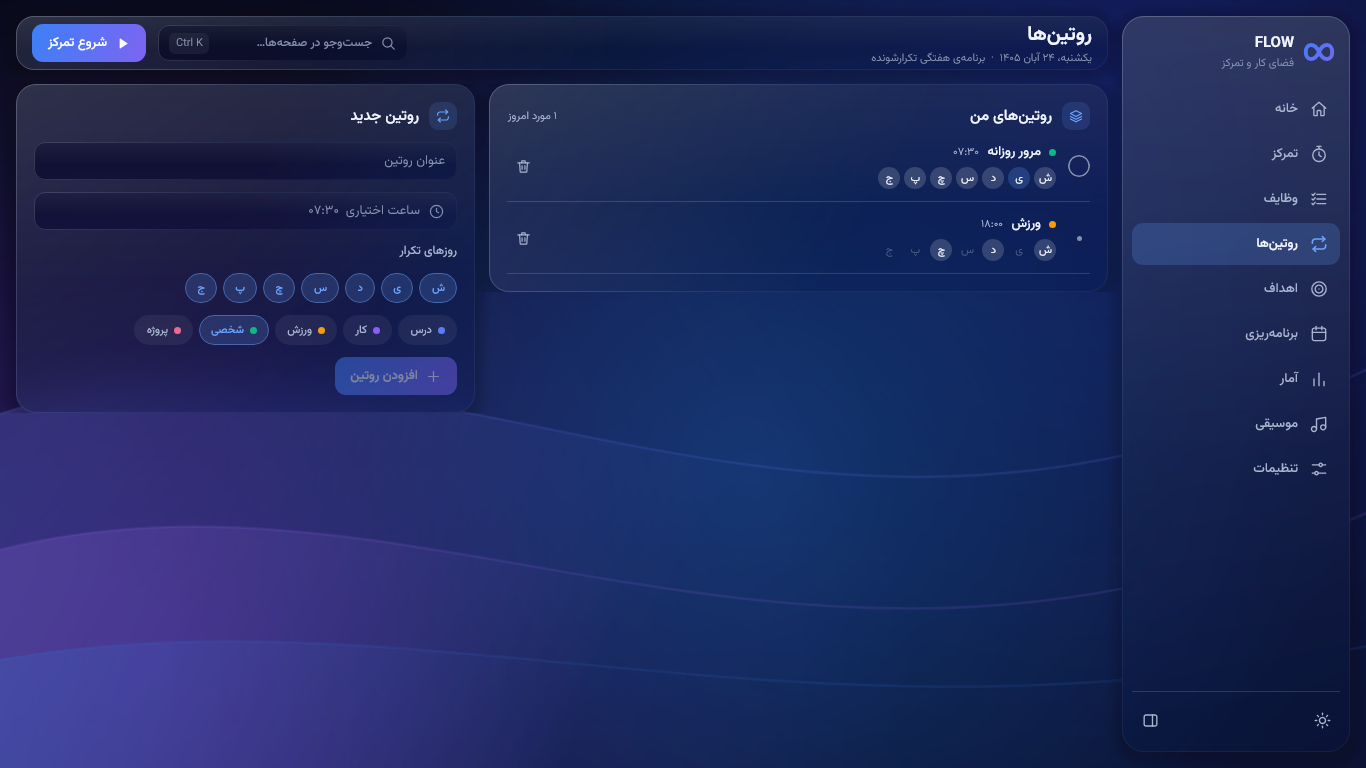 FLOW
فضای کار و تمرکز
خانه
تمرکز
وظایف
روتین‌ها
اهداف
برنامه‌ریزی
آمار
موسیقی
تنظیمات
روتین‌ها
یکشنبه، ۲۴ آبان ۱۴۰۵ · برنامه‌ی هفتگی تکرارشونده
جست‌وجو در صفحه‌ها…
Ctrl K
شروع تمرکز
روتین‌های من
۱ مورد امروز
مرور روزانه ۰۷:۳۰
ش ی د س چ پ ج
ورزش ۱۸:۰۰
ش ی د س چ پ ج
روتین جدید
عنوان روتین
ساعت اختیاری ۰۷:۳۰
روزهای تکرار
ش ی د س چ پ ج
درس کار ورزش شخصی پروژه
افزودن روتین